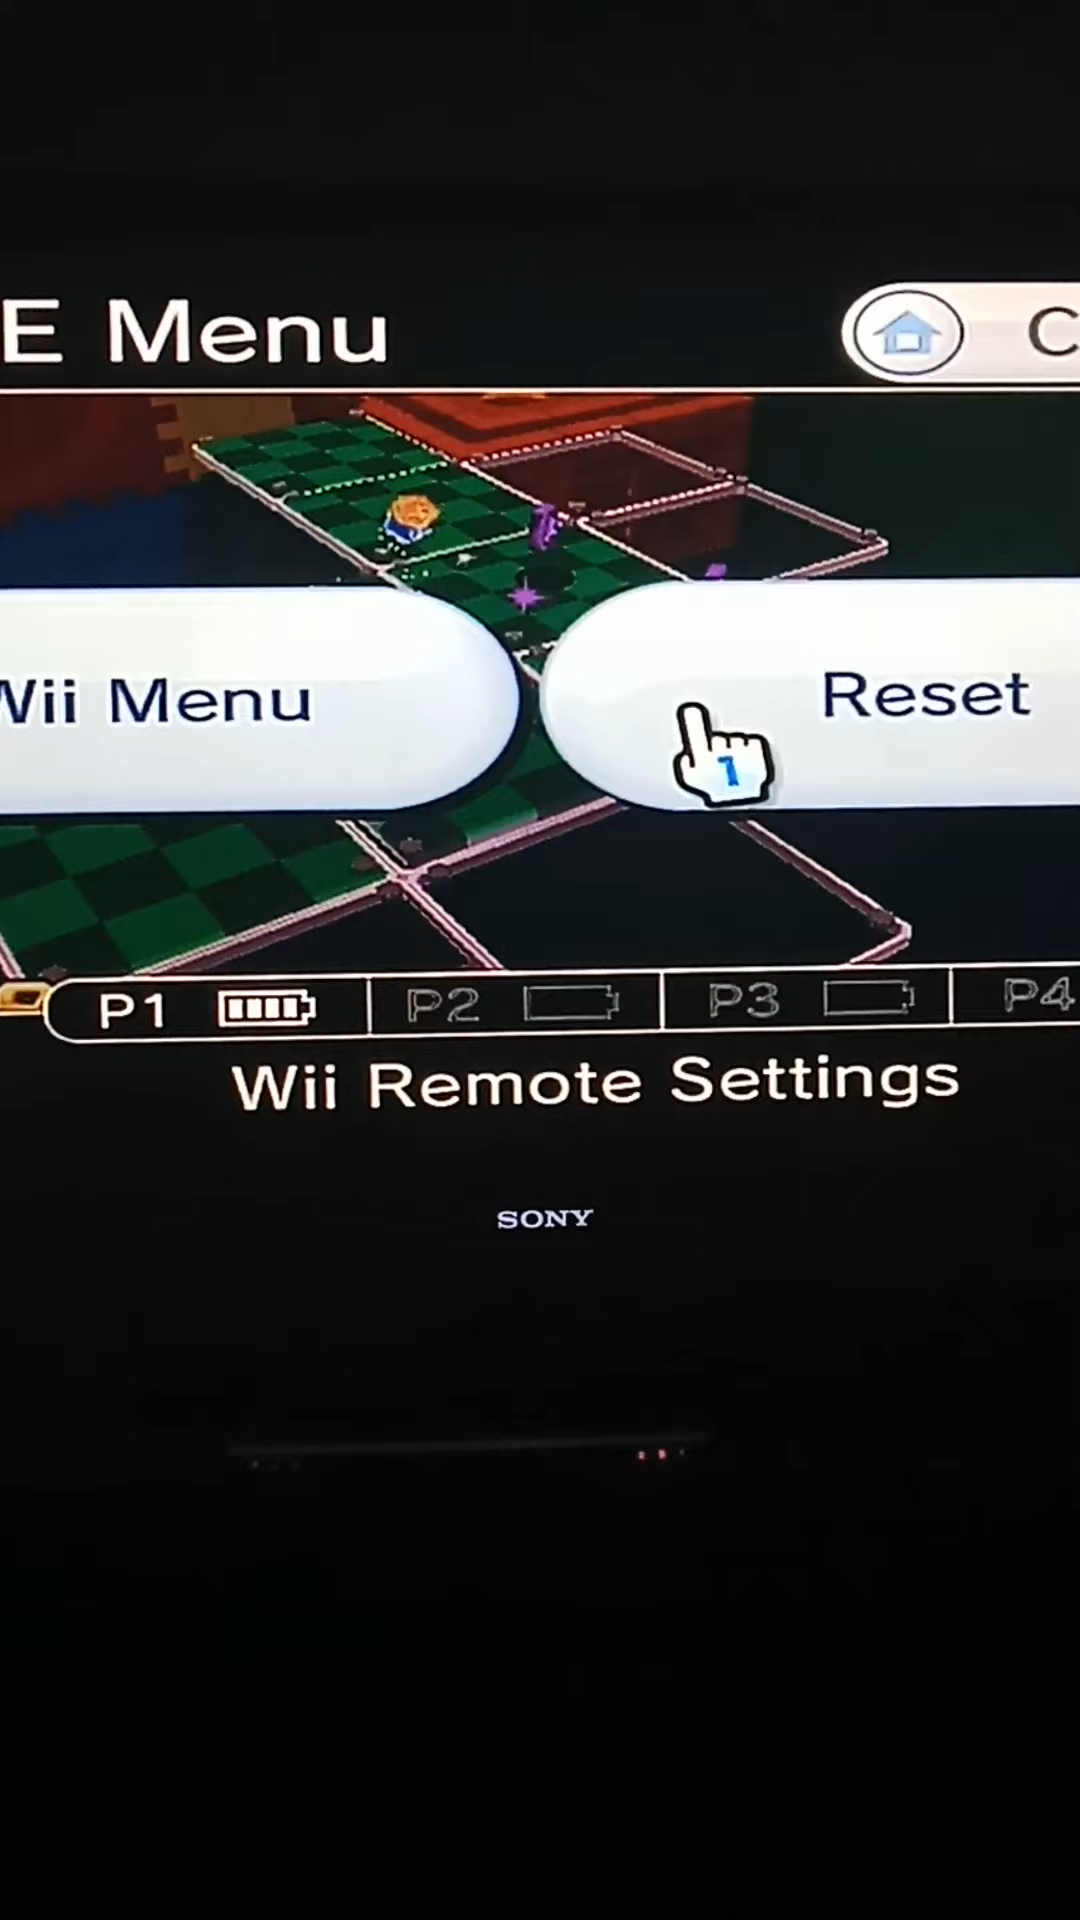 E Menu
C
Wii Menu
Reset
1
P1 P2 P3 P4
Wii Remote Settings
SONY